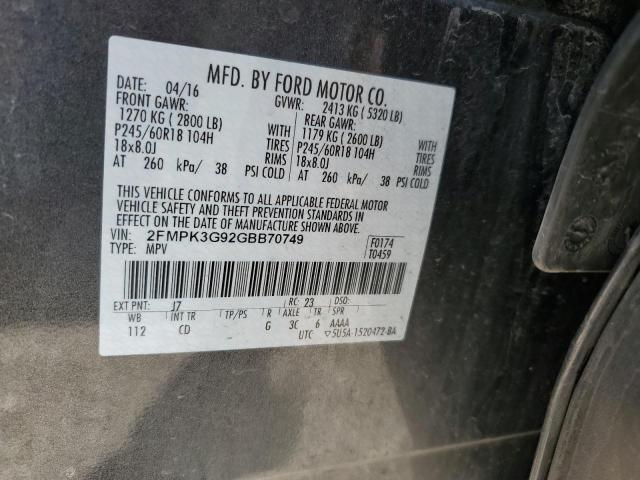 MFD. BY FORD MOTOR CO.
DATE: 04/16 GVWR: 2413 KG ( 5320 LB)
FRONT GAWR: REAR GAWR:
1270 KG ( 2800 LB) 1179 KG ( 2600 LB)
P245/60R18 104H WITH TIRES P245/60R18 104H WITH TIRES
18x8.0J RIMS 18x8.0J RIMS
AT 260 kPa/ 38 PSI COLD AT 260 kPa/ 38 PSI COLD
THIS VEHICLE CONFORMS TO ALL APPLICABLE FEDERAL MOTOR
VEHICLE SAFETY AND THEFT PREVENTION STANDARDS IN
EFFECT ON THE DATE OF MANUFACTURE SHOWN ABOVE.
VIN: 2FMPK3G92GBB70749 F0174
TYPE: MPV T0459
EXT PNT: J7 RC: 23 DSO:
WB INT TR TP/PS R AXLE TR SPR
112 CD G 3C 6 AAAA
UTC ▽5U5A-1520472-BA